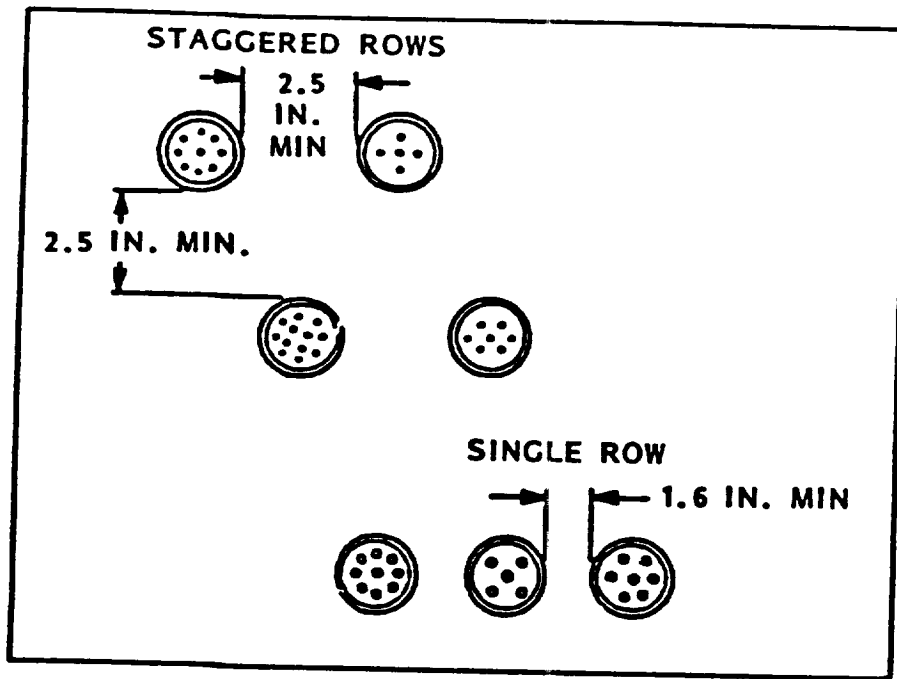 STAGGERED ROWS
2.5
IN.
MIN
2.5 IN. MIN.
SINGLE ROW
1.6 IN. MIN